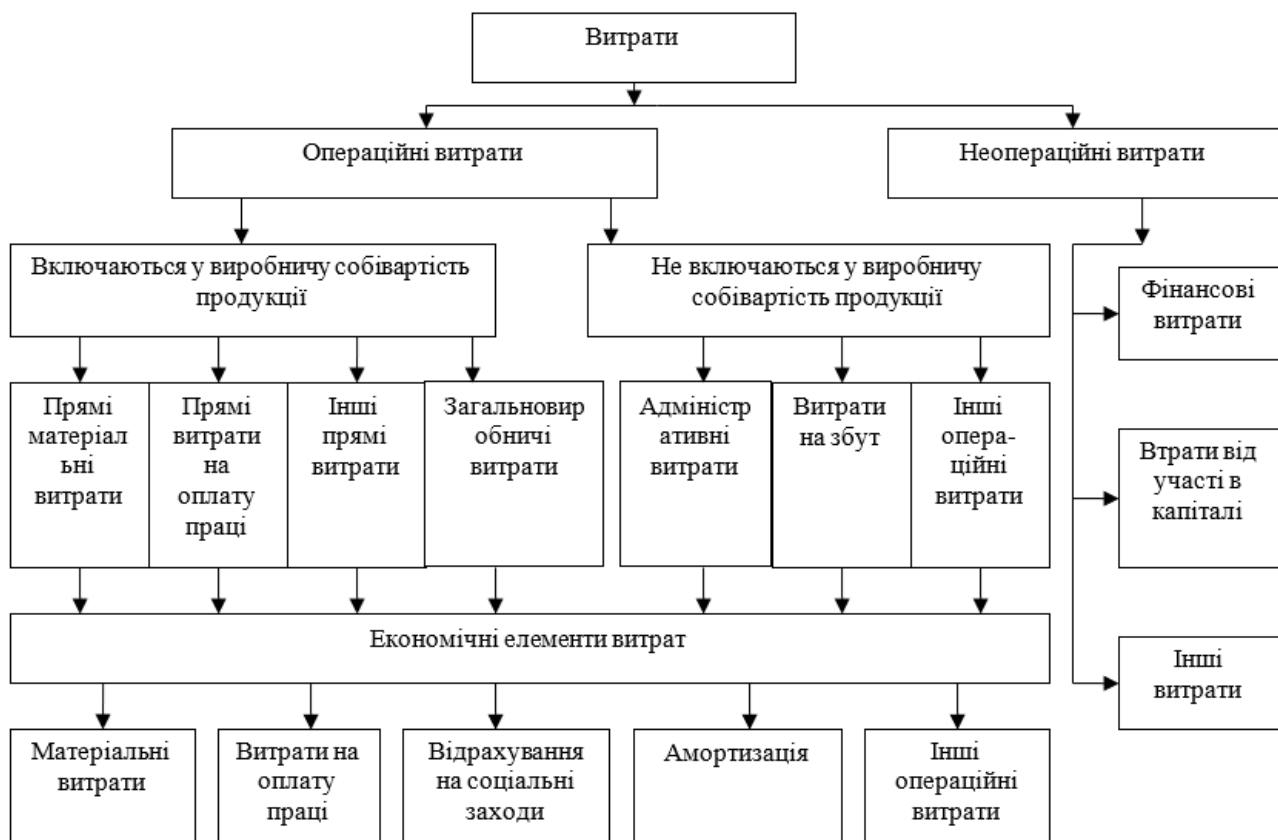 Витрати
Операційні витрати
Неопераційні витрати
Включаються у виробничу собівартість
продукції
Не включаються у виробничу
собівартість продукції
Фінансові
витрати
Прямі
матеріал
ьні
витрати
Прямі
витрати
на
оплату
праці
Інші
прямі
витрати
Загальновир
обничі
витрати
Адміністр
ативні
витрати
Витрати
на збут
Інші
опера-
ційні
витрати
Втрати від
участі в
капіталі
Економічні елементи витрат
Інші
витрати
Матеріальні
витрати
Витрати на
оплату
праці
Відрахування
на соціальні
заходи
Амортизація
Інші
операційні
витрати